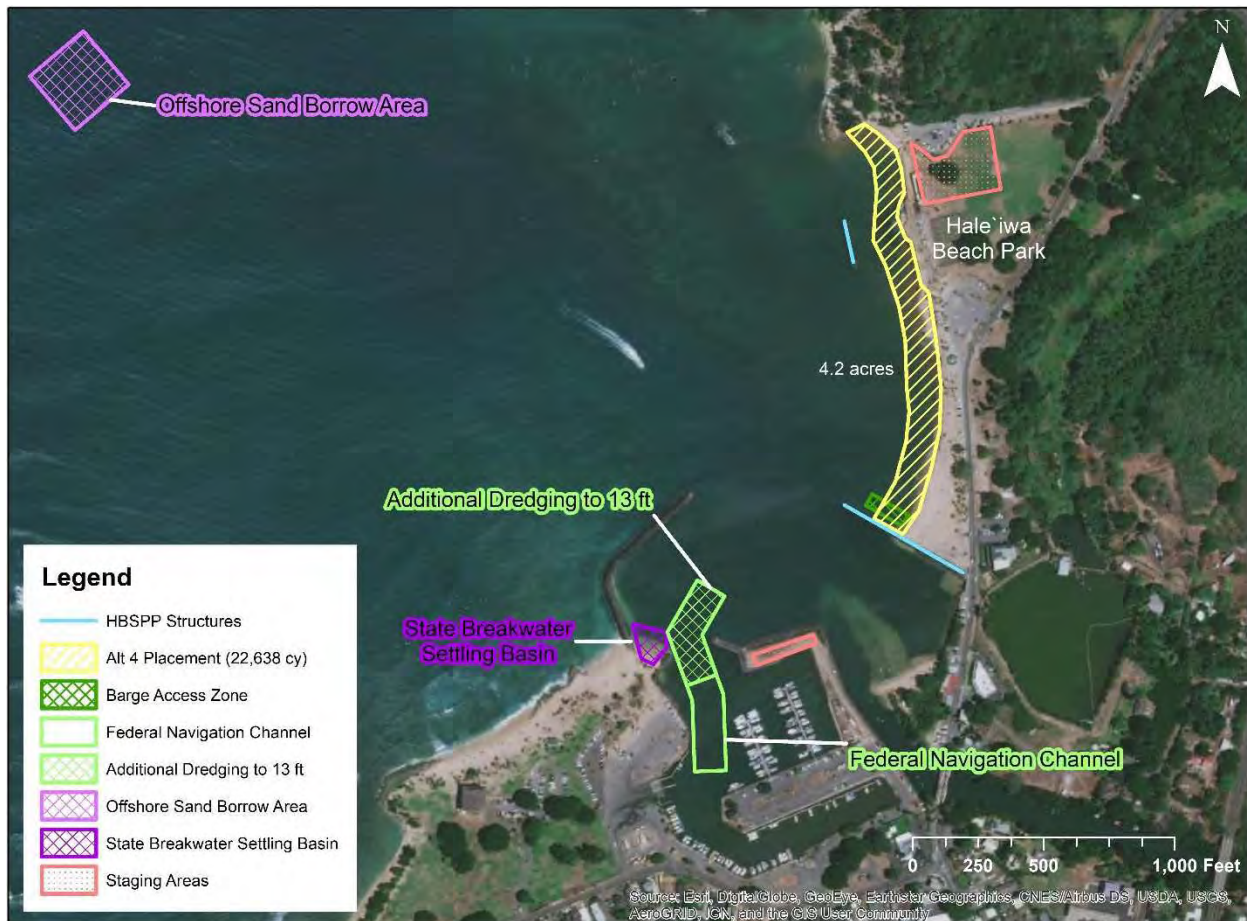 N
Offshore Sand Borrow Area
Hale`iwa
Beach Park
4.2 acres
Additional Dredging to 13 ft
State Breakwater
Settling Basin
Federal Navigation Channel
Legend
HBSPP Structures
Alt 4 Placement (22,638 cy)
Barge Access Zone
Federal Navigation Channel
Additional Dredging to 13 ft
Offshore Sand Borrow Area
State Breakwater Settling Basin
Staging Areas
0 250 500 1,000 Feet
Source: Esri, DigitalGlobe, GeoEye, Earthstar Geographics, CNES/Airbus DS, USDA, USGS,
AeroGRID, IGN, and the GIS User Community